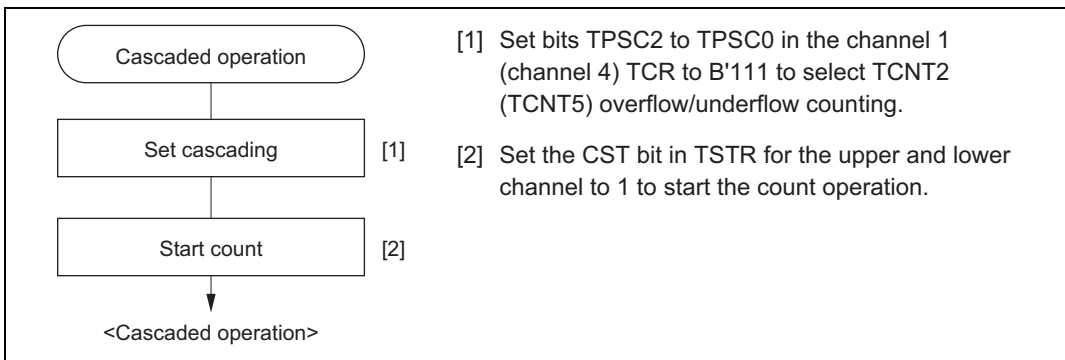 Cascaded operation
Set cascading
[1]
Start count
[2]
<Cascaded operation>
[1] Set bits TPSC2 to TPSC0 in the channel 1
(channel 4) TCR to B'111 to select TCNT2
(TCNT5) overflow/underflow counting.
[2] Set the CST bit in TSTR for the upper and lower
channel to 1 to start the count operation.